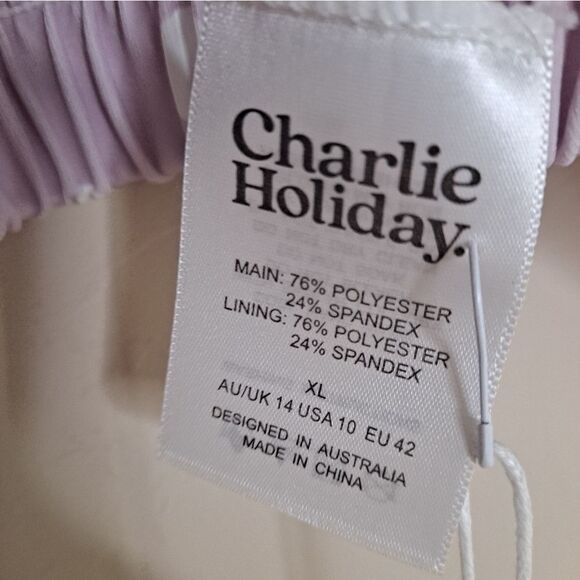 Charlie
Holiday.
MAIN: 76% POLYESTER
24% SPANDEX
LINING: 76% POLYESTER
24% SPANDEX
XL
AU/UK 14 USA 10 EU 42
DESIGNED IN AUSTRALIA
MADE IN CHINA